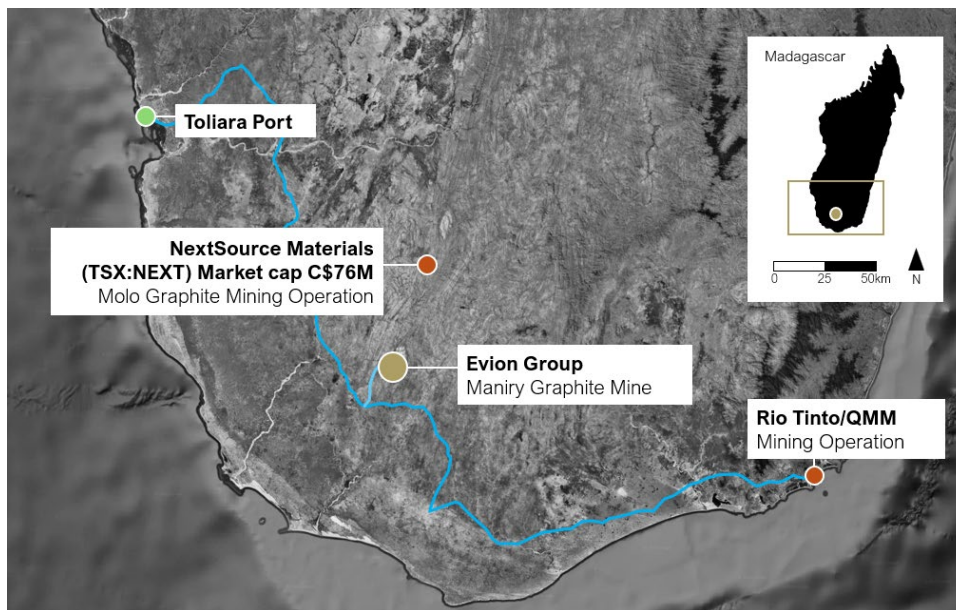 Toliara Port
NextSource Materials
(TSX:NEXT) Market cap C$76M
Molo Graphite Mining Operation
Evion Group
Maniry Graphite Mine
Rio Tinto/QMM
Mining Operation
Madagascar
0 25 50km
N